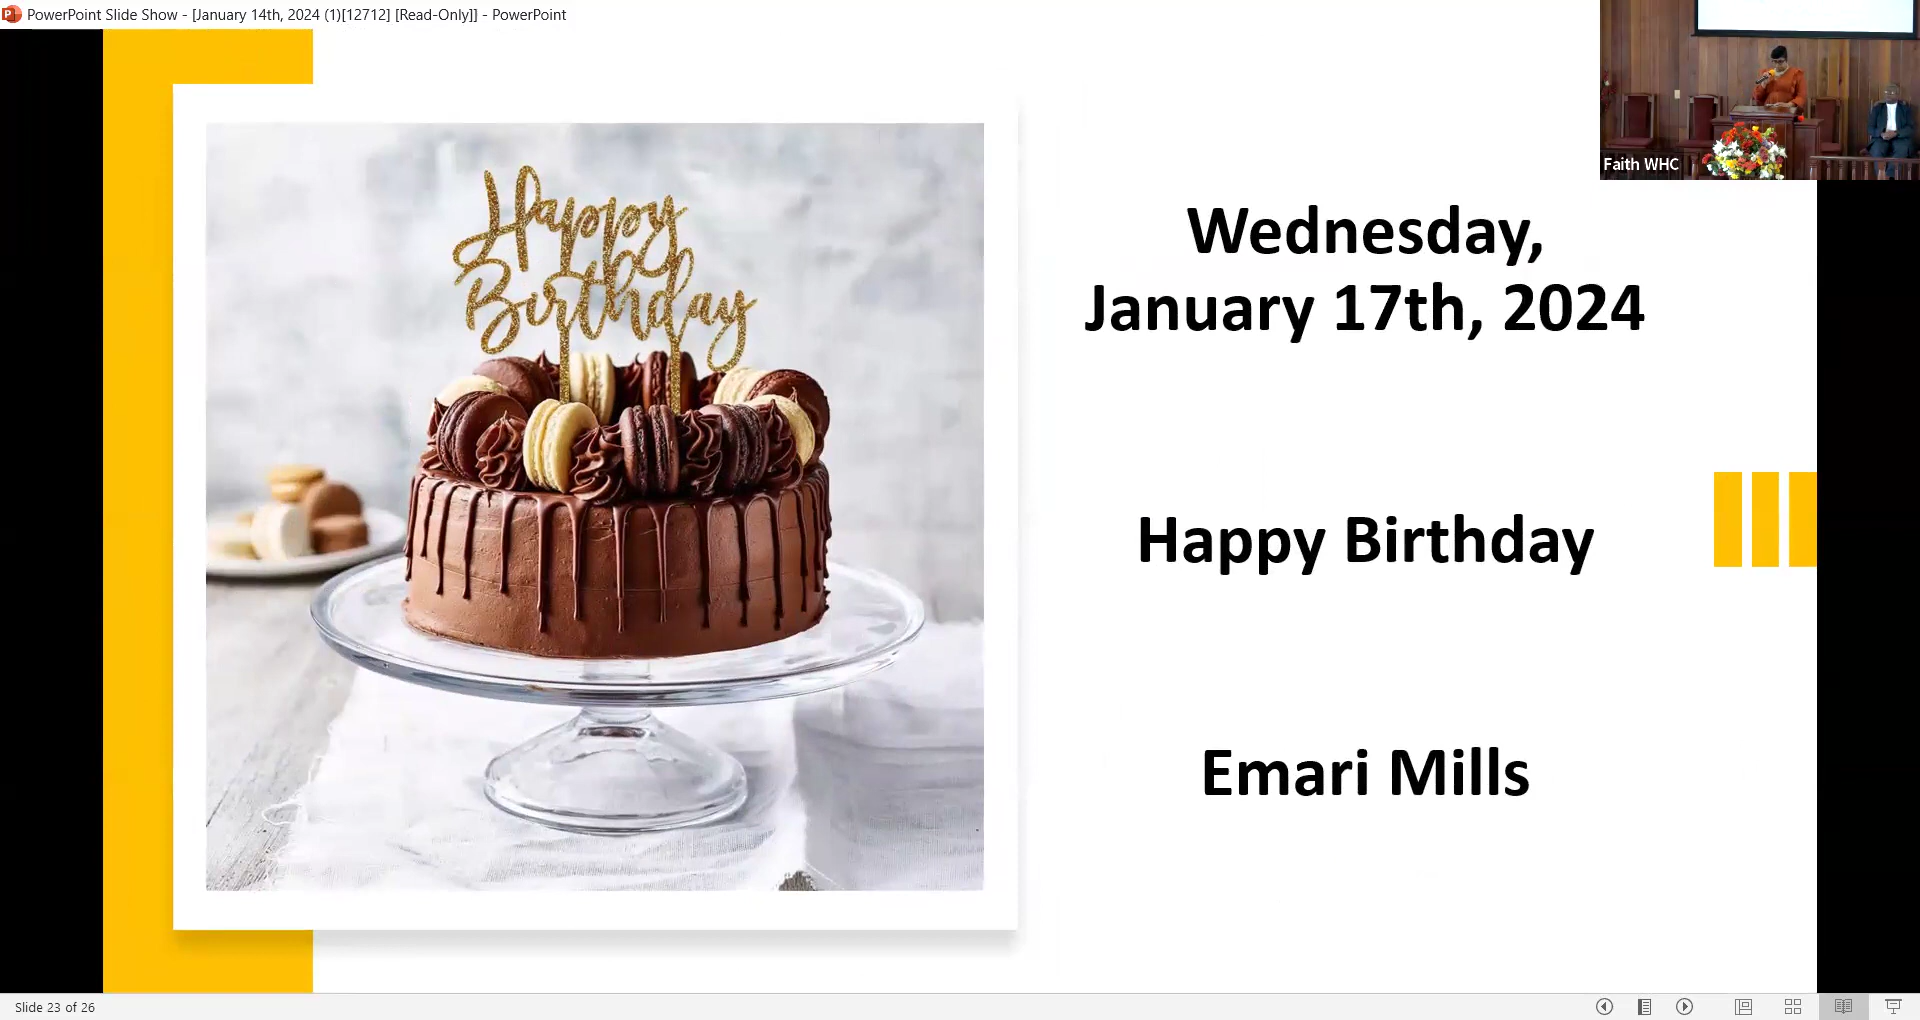 PowerPoint Slide Show - [January 14th, 2024 (1)[12712] [Read-Only]] - PowerPoint
Faith WHC
Happy
Birthday
Wednesday,
January 17th, 2024
Happy Birthday
Emari Mills
Slide 23 of 26